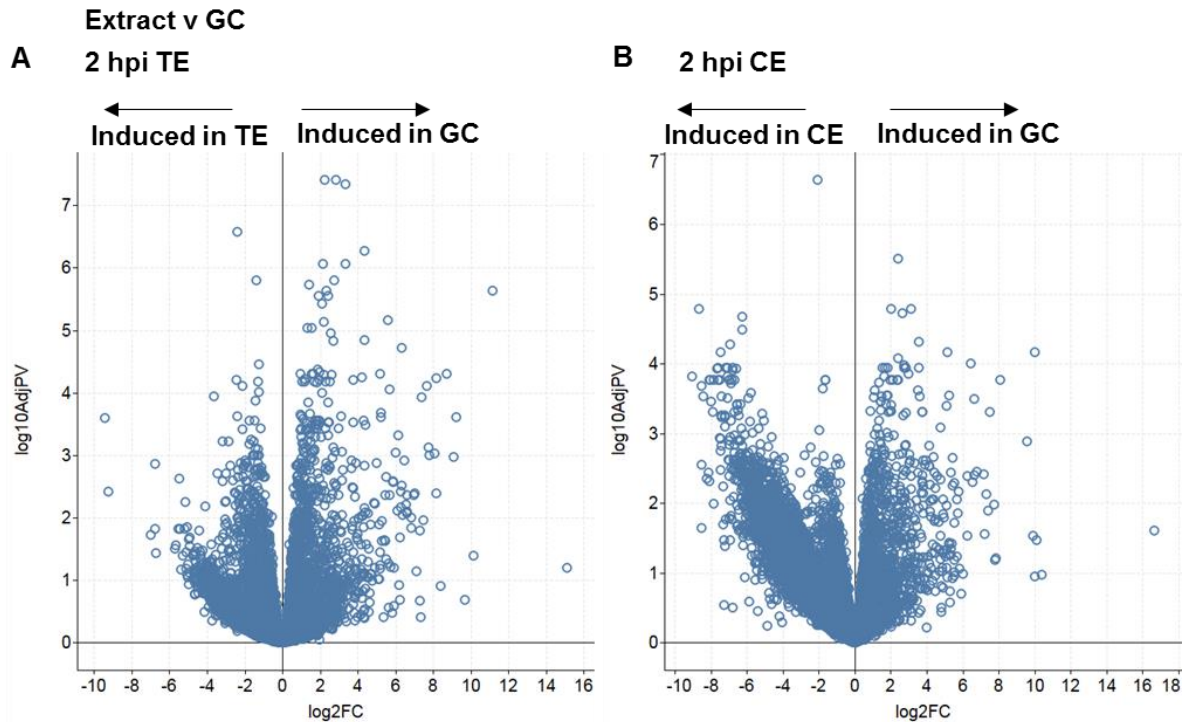 Extract v GC
A 2 hpi TE
Induced in TE Induced in GC
log10AdjPV
7
6
5
4
3
2
1
0
-10 -8 -6 -4 -2 0 2 4 6 8 10 12 14 16
log2FC
B 2 hpi CE
Induced in CE Induced in GC
log10AdjPV
7
6
5
4
3
2
1
0
-10 -8 -6 -4 -2 0 2 4 6 8 10 12 14 16 18
log2FC